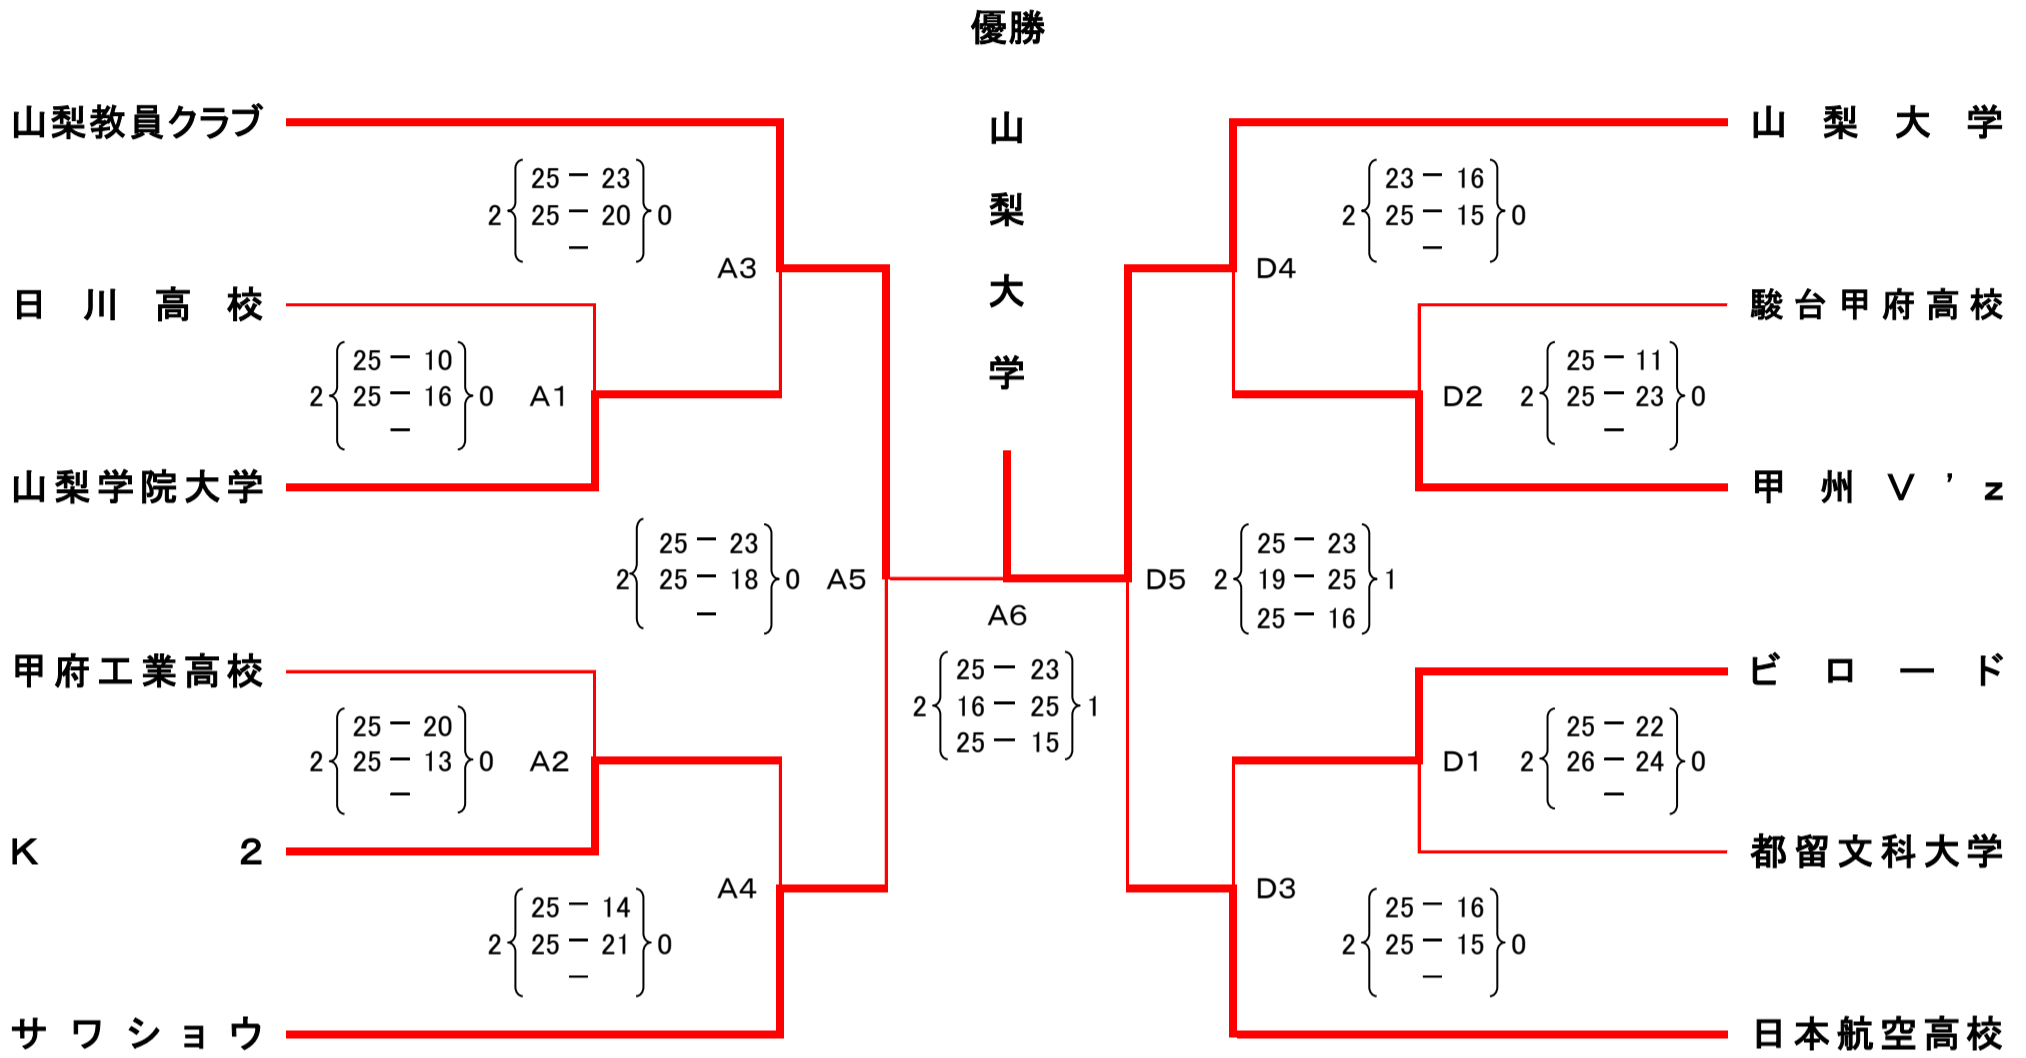 優勝
山梨大学
山梨教員クラブ
2 { 25 － 23 } 0
25 － 20
－
A3
日川高校
2 { 25 － 10 } 0
25 － 16
－
A1
山梨学院大学
2 { 25 － 23 } 0
25 － 18
－
A5
甲府工業高校
2 { 25 － 20 } 0
25 － 13
－
A2
K2
A4
2 { 25 － 14 } 0
25 － 21
－
サワショウ
A6
2 { 25 － 23 } 1
16 － 25
25 － 15
山梨大学
2 { 23 － 16 } 0
25 － 15
－
D4
駿台甲府高校
D2
2 { 25 － 11 } 0
25 － 23
－
甲州V’z
D5
2 { 25 － 23 } 1
19 － 25
25 － 16
ビロード
D1
2 { 25 － 22 } 0
26 － 24
－
都留文科大学
D3
2 { 25 － 16 } 0
25 － 15
－
日本航空高校